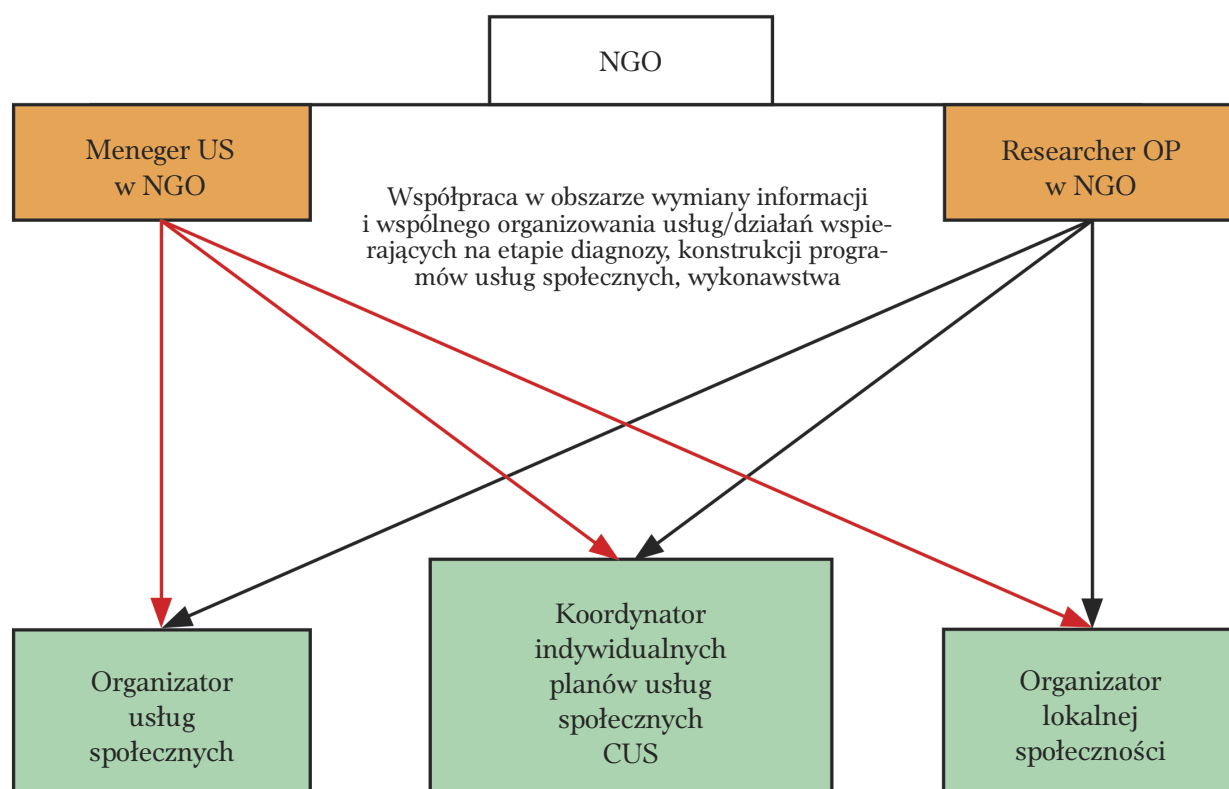 NGO
Meneger US
w NGO
Researcher OP
w NGO
Współpraca w obszarze wymiany informacji
i wspólnego organizowania usług/działań wspie-
rających na etapie diagnozy, konstrukcji progra-
mów usług społecznych, wykonawstwa
Organizator
usług
społecznych
Koordynator
indywidualnych
planów usług
społecznych
CUS
Organizator
lokalnej
społeczności